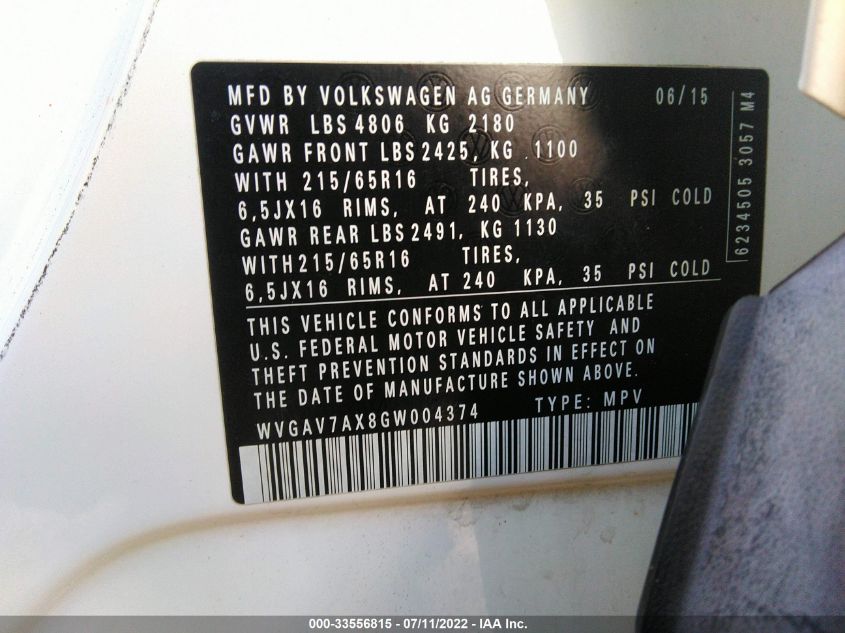 MFD BY VOLKSWAGEN AG GERMANY 06/15
GVWR LBS 4806 KG 2180
GAWR FRONT LBS 2425, KG 1100
WITH 215/65R16 TIRES,
6,5JX16 RIMS, AT 240 KPA, 35 PSI COLD
GAWR REAR LBS 2491, KG 1130
WITH 215/65R16 TIRES,
6,5JX16 RIMS, AT 240 KPA, 35 PSI COLD
THIS VEHICLE CONFORMS TO ALL APPLICABLE
U.S. FEDERAL MOTOR VEHICLE SAFETY AND
THEFT PREVENTION STANDARDS IN EFFECT ON
THE DATE OF MANUFACTURE SHOWN ABOVE.
WVGAV7AX8GW004374 TYPE: MPV
6234505 3057 M4
000-33556815 - 07/11/2022 - IAA Inc.